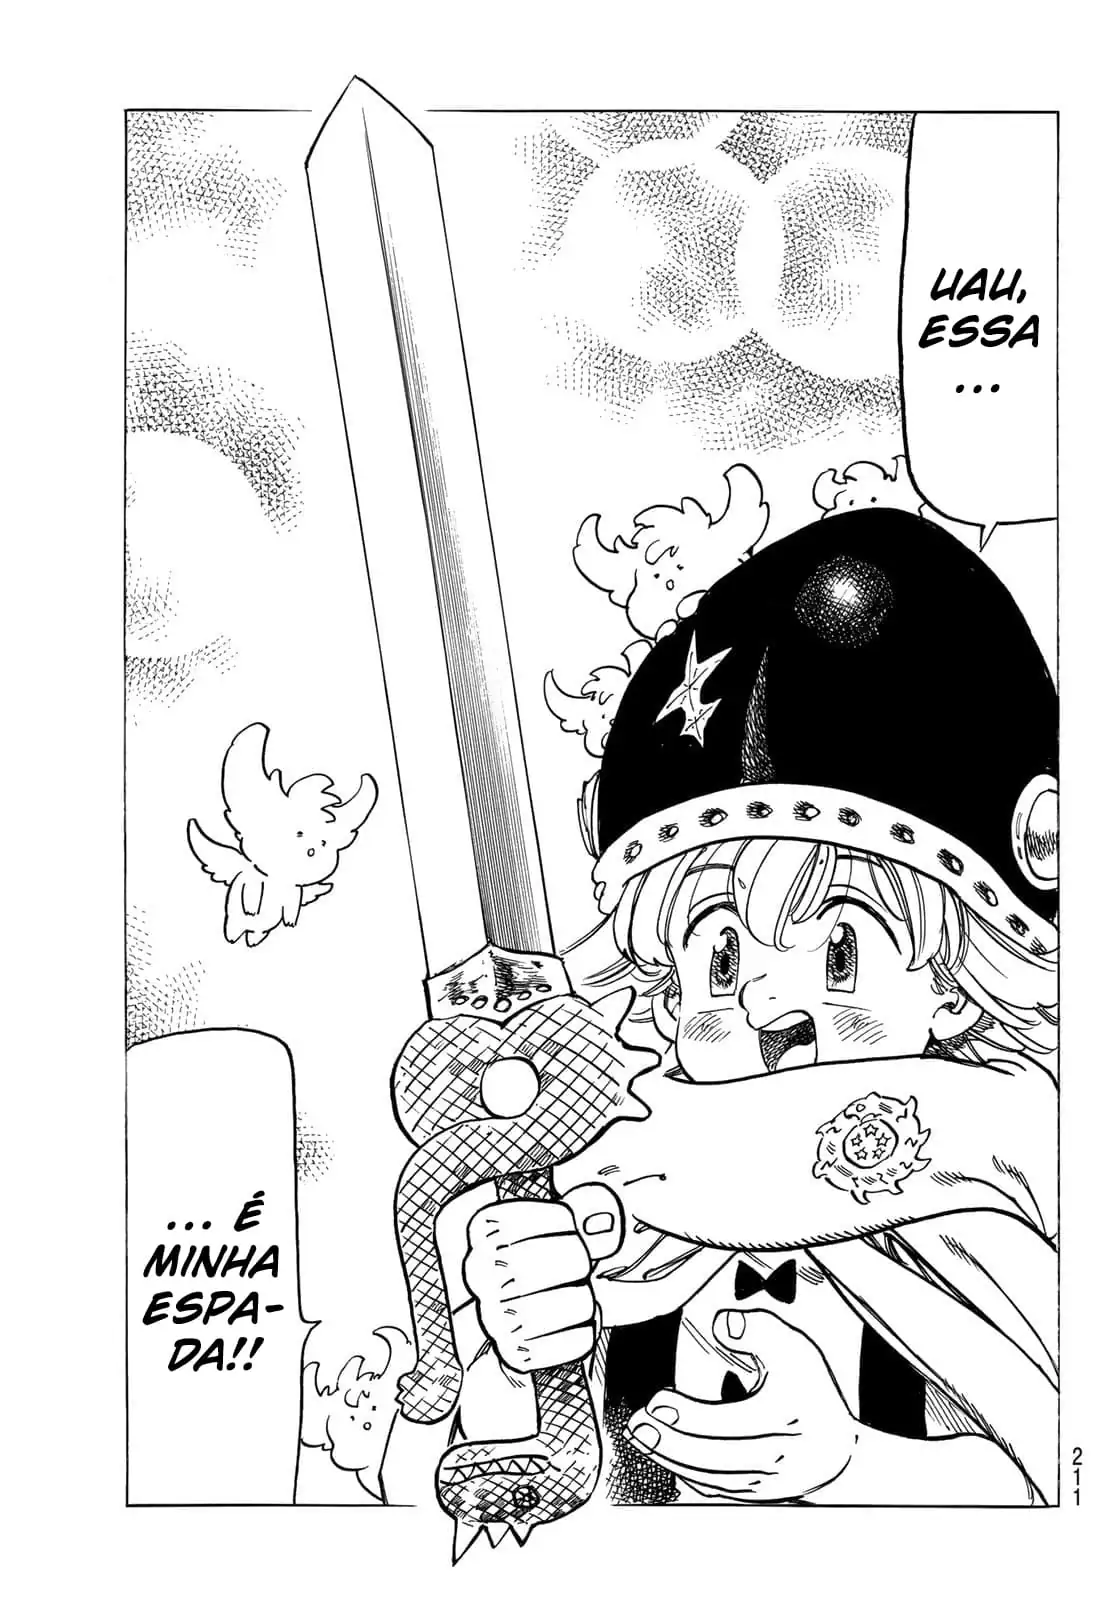 UAU,
ESSA
...
... É
MINHA
ESPA-
DA!!
211